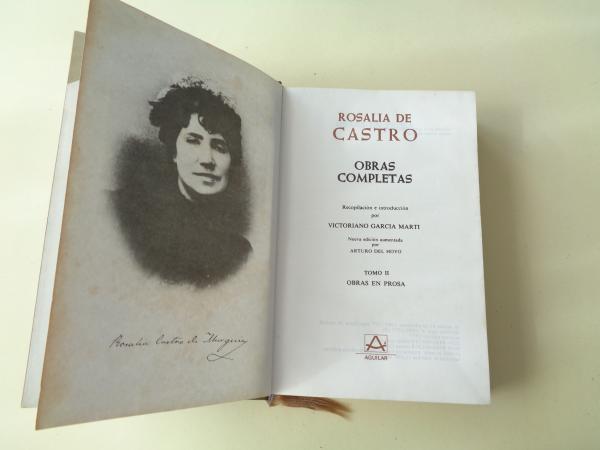 Rosalía Castro de Murguía
ROSALIA DE
CASTRO
OBRAS
COMPLETAS
Recopilación e introducción
por
VICTORIANO GARCIA MARTI
Nueva edición aumentada
por
ARTURO DEL HOYO
TOMO II
OBRAS EN PROSA
A
AGUILAR